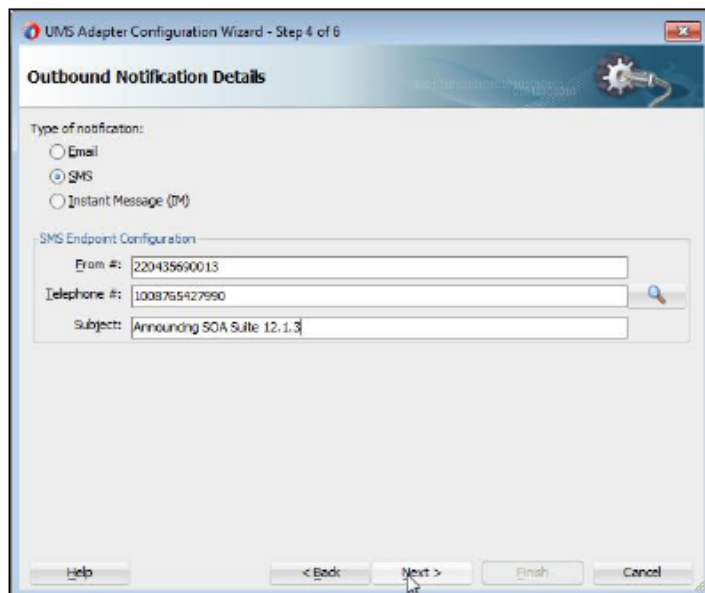 UMS Adapter Configuration Wizard - Step 4 of 6
Outbound Notification Details
Type of notification:
Email
SMS
Instant Message (IM)
SMS Endpoint Configuration
From #: 220435690013
Telephone #: 1008765427990
Subject: Announcing SOA Suite 12.1.3
Help < Back Next > Finish Cancel